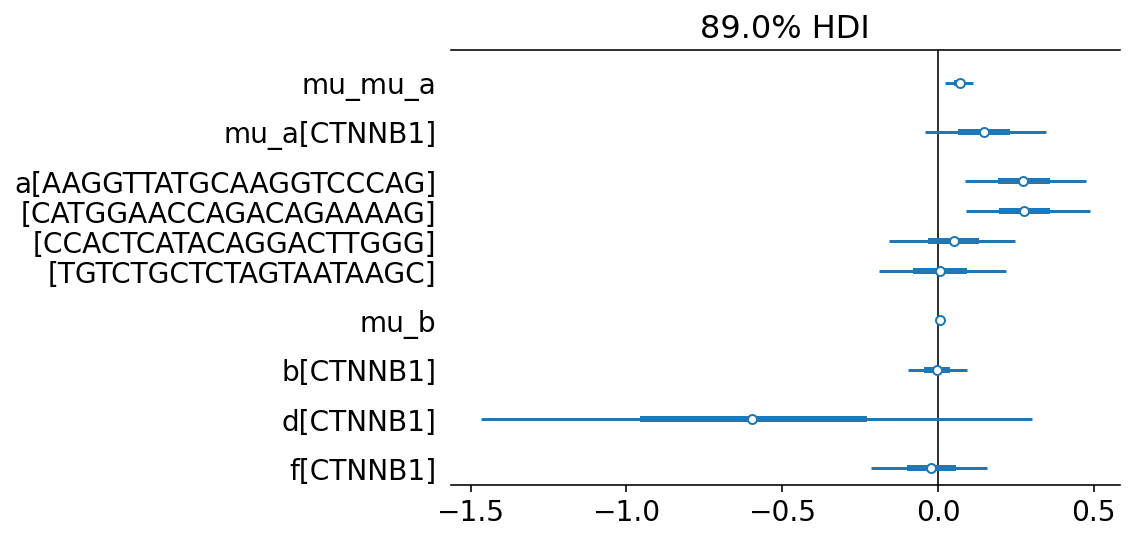 89.0% HDI
mu_mu_a
mu_a[CTNNB1]
a[AAGGTTATGCAAGGTCCCAG]
[CATGGAACCAGACAGAAAAG]
[CCACTCATACAGGACTTGGG]
[TGTCTGCTCTAGTAATAAGC]
mu_b
b[CTNNB1]
d[CTNNB1]
f[CTNNB1]
−1.5 −1.0 −0.5 0.0 0.5